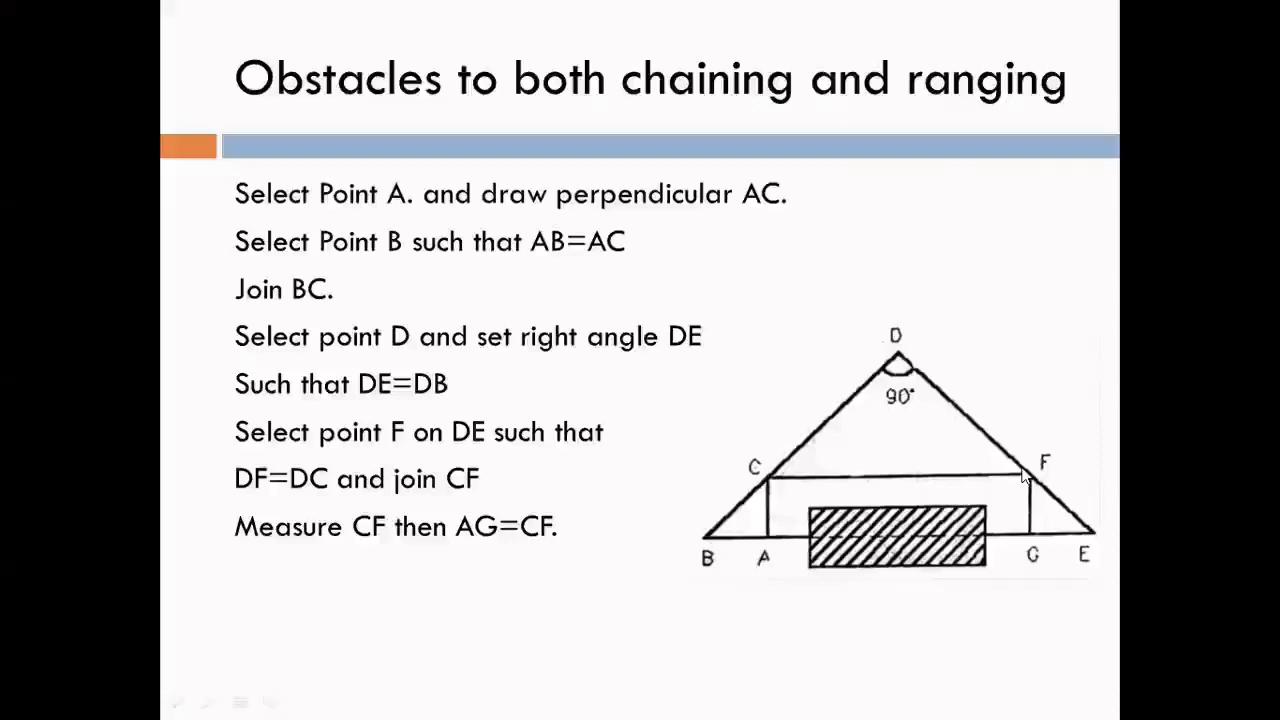 Obstacles to both chaining and ranging
Select Point A. and draw perpendicular AC.
Select Point B such that AB=AC
Join BC.
Select point D and set right angle DE
Such that DE=DB
Select point F on DE such that
DF=DC and join CF
Measure CF then AG=CF.
D
90°
C F
B A G E